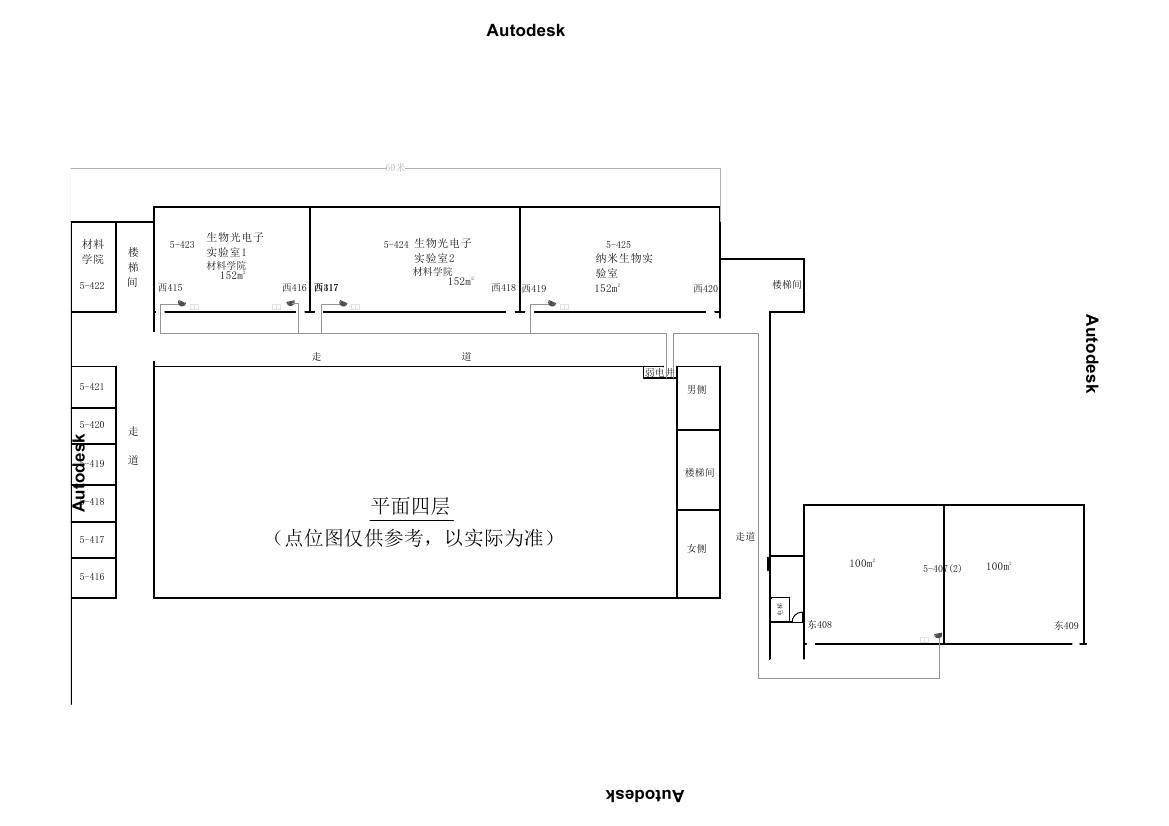 Autodesk
60米
材料
学院
5-422
楼
梯
间
5-423
生物光电子
实验室1
材料学院
152㎡
西415
西416
5-424
生物光电子
实验室2
材料学院
152㎡
西417
西418
5-425
纳米生物实
验室
152㎡
西419
西420
楼梯间
Autodesk
走 道
弱电井
男侧
5-421
5-420
5-419
5-418
5-417
5-416
Autodesk
走
道
楼梯间
平面四层
(点位图仅供参考，以实际为准)
女侧
走道
100㎡
5-407(2)
100㎡
电梯
东408
东409
Autodesk